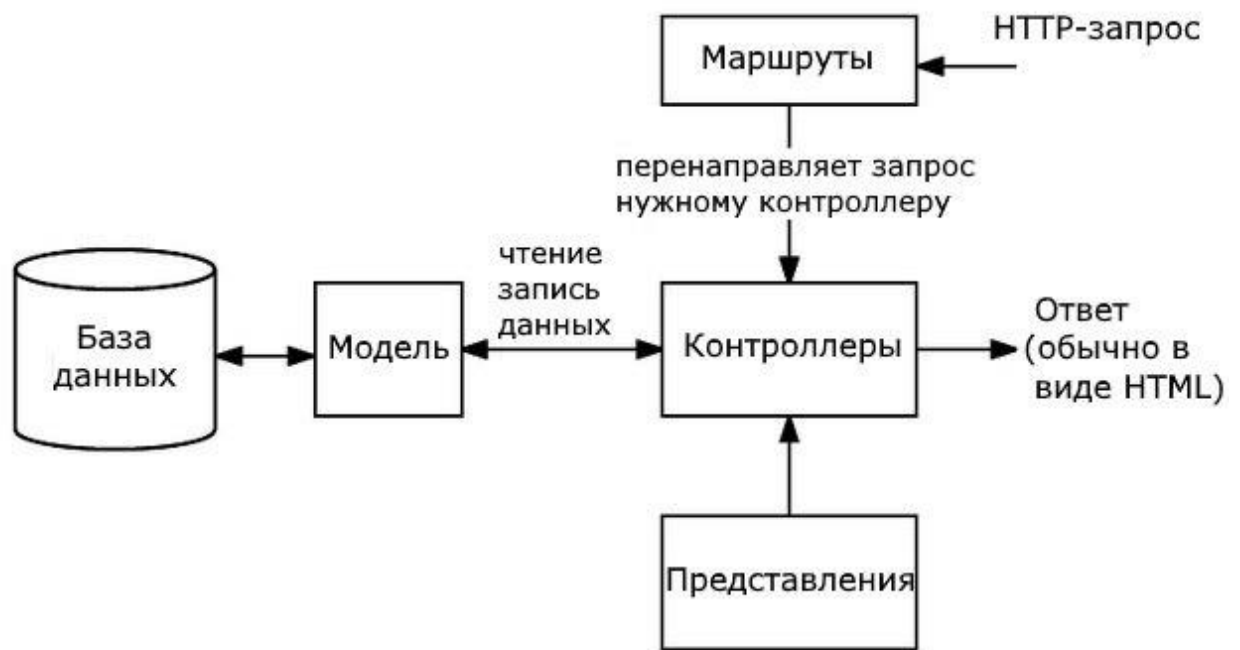 HTTP-запрос
Маршруты
перенаправляет запрос
нужному контроллеру
чтение
запись
данных
База
данных
Модель
Контроллеры
Ответ
(обычно в
виде HTML)
Представления